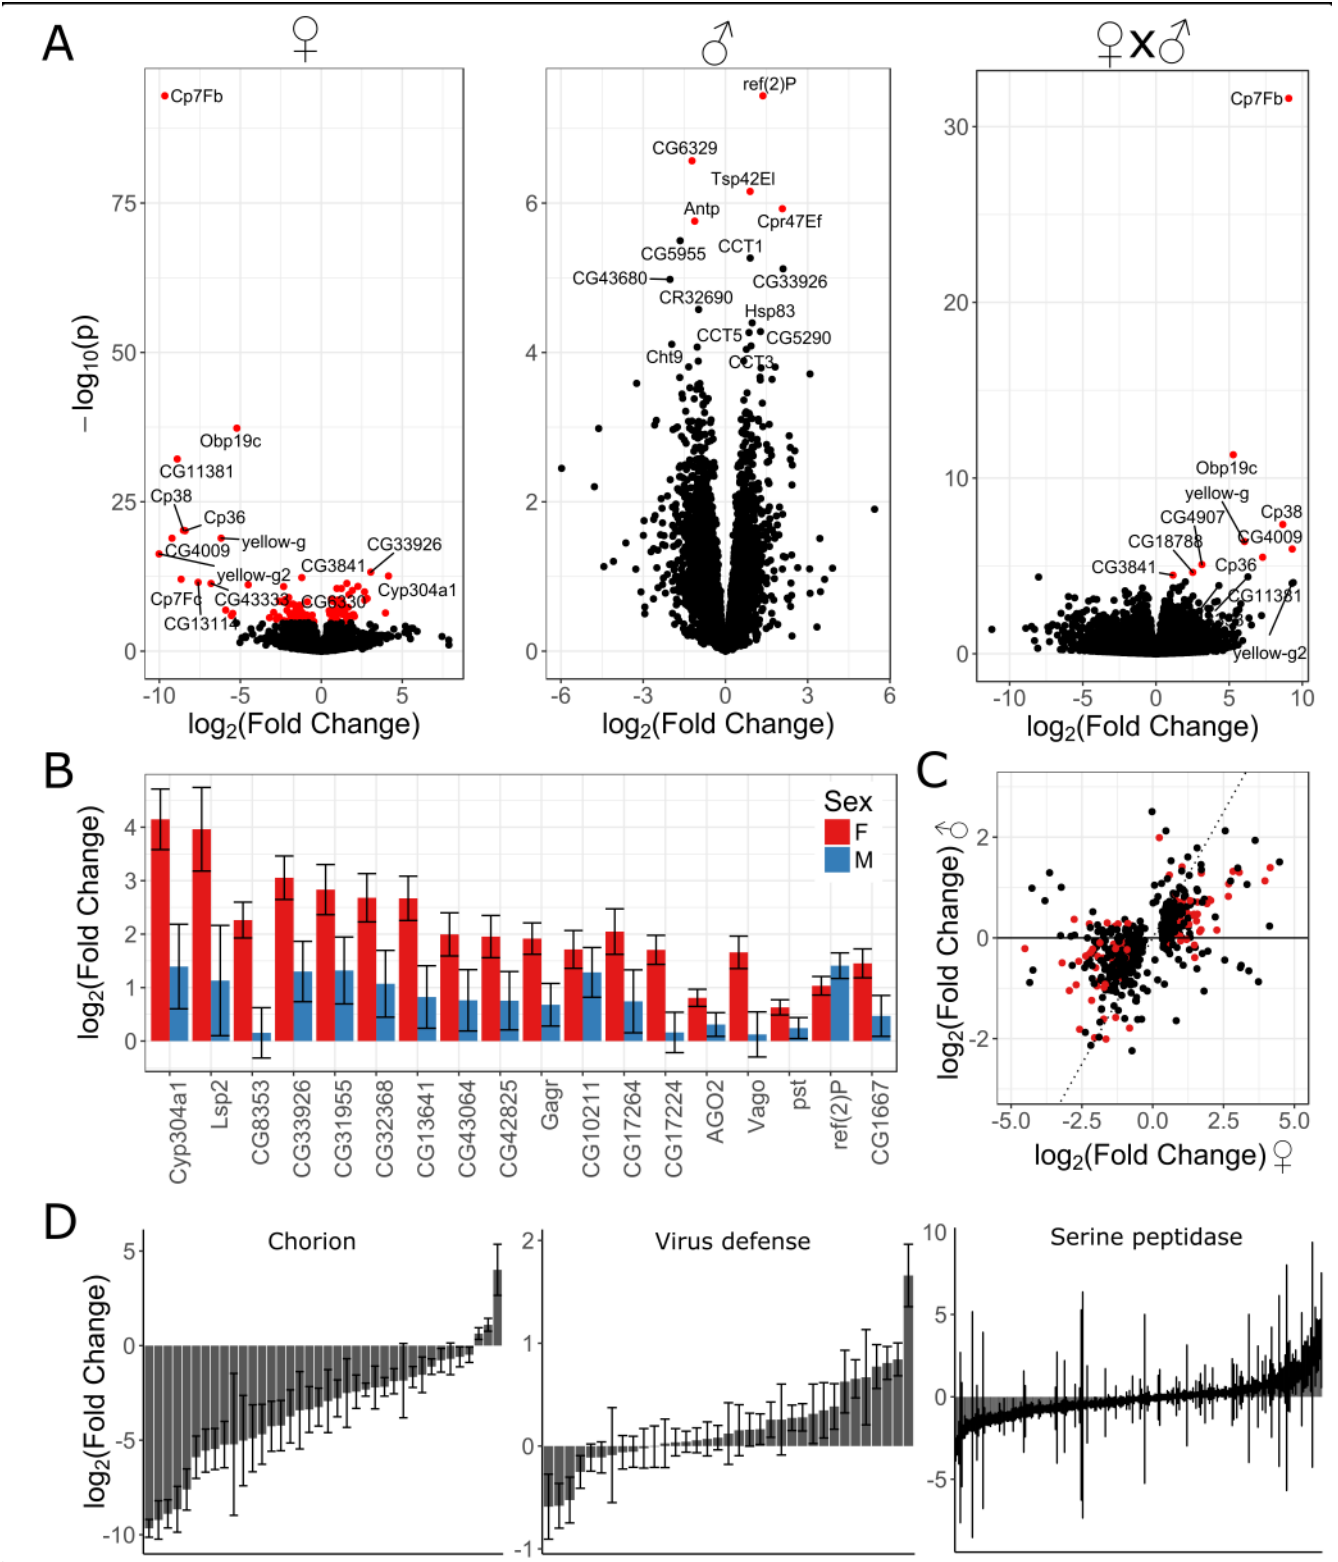 A
♀
♂
♀x♂
−log10(p)
75
50
25
0
Cp7Fb
Obp19c
CG11381
Cp38
Cp36
CG4009
yellow-g
yellow-g2
CG3841
CG33926
Cyp304a1
Cp7Fc
CG43333
CG6330
CG13114
-10 -5 0 5
log2(Fold Change)
6
4
2
0
ref(2)P
CG6329
Tsp42El
Antp
Cpr47Ef
CG5955
CCT1
CG43680
CG33926
CR32690
Hsp83
CCT5
CG5290
Cht9
CCT3
-6 -3 0 3 6
log2(Fold Change)
30
20
10
0
Cp7Fb
Obp19c
yellow-g
Cp38
CG4907
CG4009
CG18788
CG3841
Cp36
CG11381
yellow-g2
-10 -5 0 5 10
log2(Fold Change)
B
log2(Fold Change)
4
3
2
1
0
Sex
F
M
Cyp304a1
Lsp2
CG8353
CG33926
CG31955
CG32368
CG13641
CG43064
CG42825
Gagr
CG10211
CG17264
CG17224
AGO2
Vago
pst
ref(2)P
CG1667
C
log2(Fold Change) ♂
2
0
-2
-5.0 -2.5 0.0 2.5 5.0
log2(Fold Change) ♀
D
log2(Fold Change)
Chorion
5
0
-5
-10
Virus defense
2
1
0
-1
Serine peptidase
10
5
0
-5